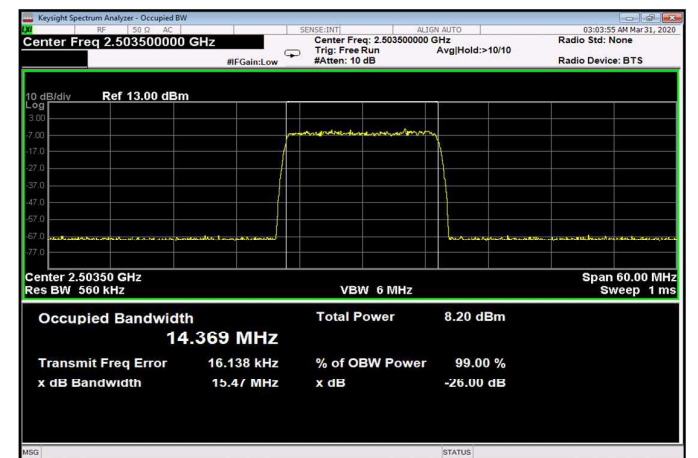 Keysight Spectrum Analyzer - Occupied BW
LXI RF 50 Ω AC SENSE:INT ALIGN AUTO 03:03:55 AM Mar 31, 2020
Center Freq 2.503500000 GHz Center Freq: 2.503500000 GHz Radio Std: None
Trig: Free Run Avg|Hold:>10/10
#IFGain:Low #Atten: 10 dB Radio Device: BTS
10 dB/div Ref 13.00 dBm
Log
3.00
-7.00
-17.0
-27.0
-37.0
-47.0
-57.0
-67.0
-77.0
Center 2.50350 GHz Span 60.00 MHz
Res BW 560 kHz VBW 6 MHz Sweep 1 ms
Occupied Bandwidth Total Power 8.20 dBm
14.369 MHz
Transmit Freq Error 16.138 kHz % of OBW Power 99.00 %
x dB Bandwidth 15.47 MHz x dB -26.00 dB
MSG STATUS